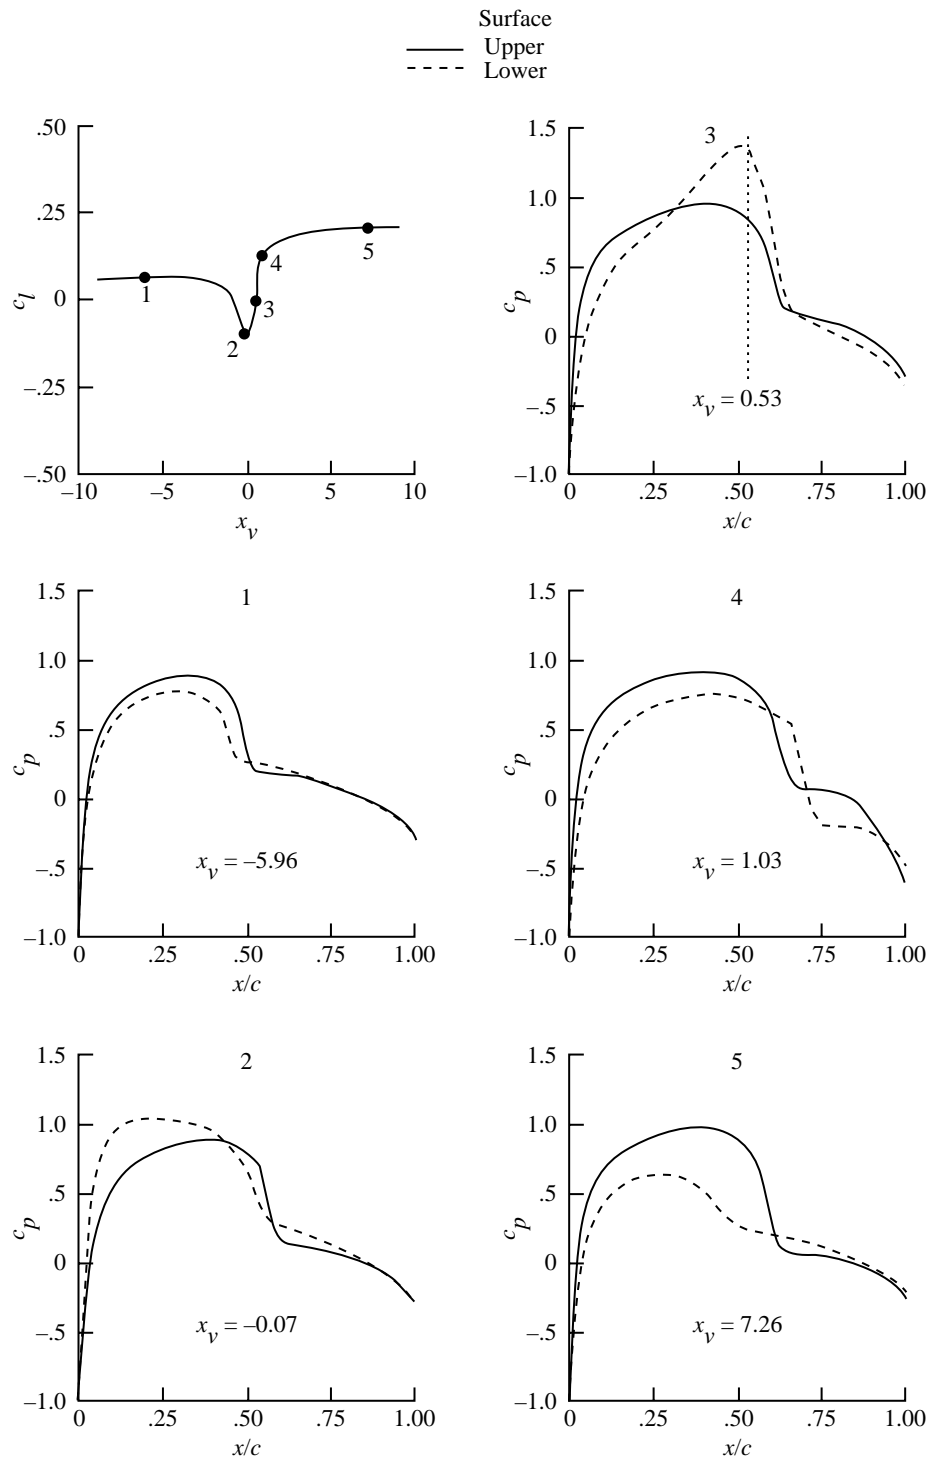 Surface
Upper
Lower
.50
.25
0
–.25
–.50
c_l
–10 –5 0 5 10
x_v
1
2
3
4
5
3
1.5
1.0
.5
0
–.5
–1.0
c_p
x_v = 0.53
0 .25 .50 .75 1.00
x/c
1
1.5
1.0
.5
0
–.5
–1.0
c_p
x_v = –5.96
0 .25 .50 .75 1.00
x/c
4
1.5
1.0
.5
0
–.5
–1.0
c_p
x_v = 1.03
0 .25 .50 .75 1.00
x/c
2
1.5
1.0
.5
0
–.5
–1.0
c_p
x_v = –0.07
0 .25 .50 .75 1.00
x/c
5
1.5
1.0
.5
0
–.5
–1.0
c_p
x_v = 7.26
0 .25 .50 .75 1.00
x/c